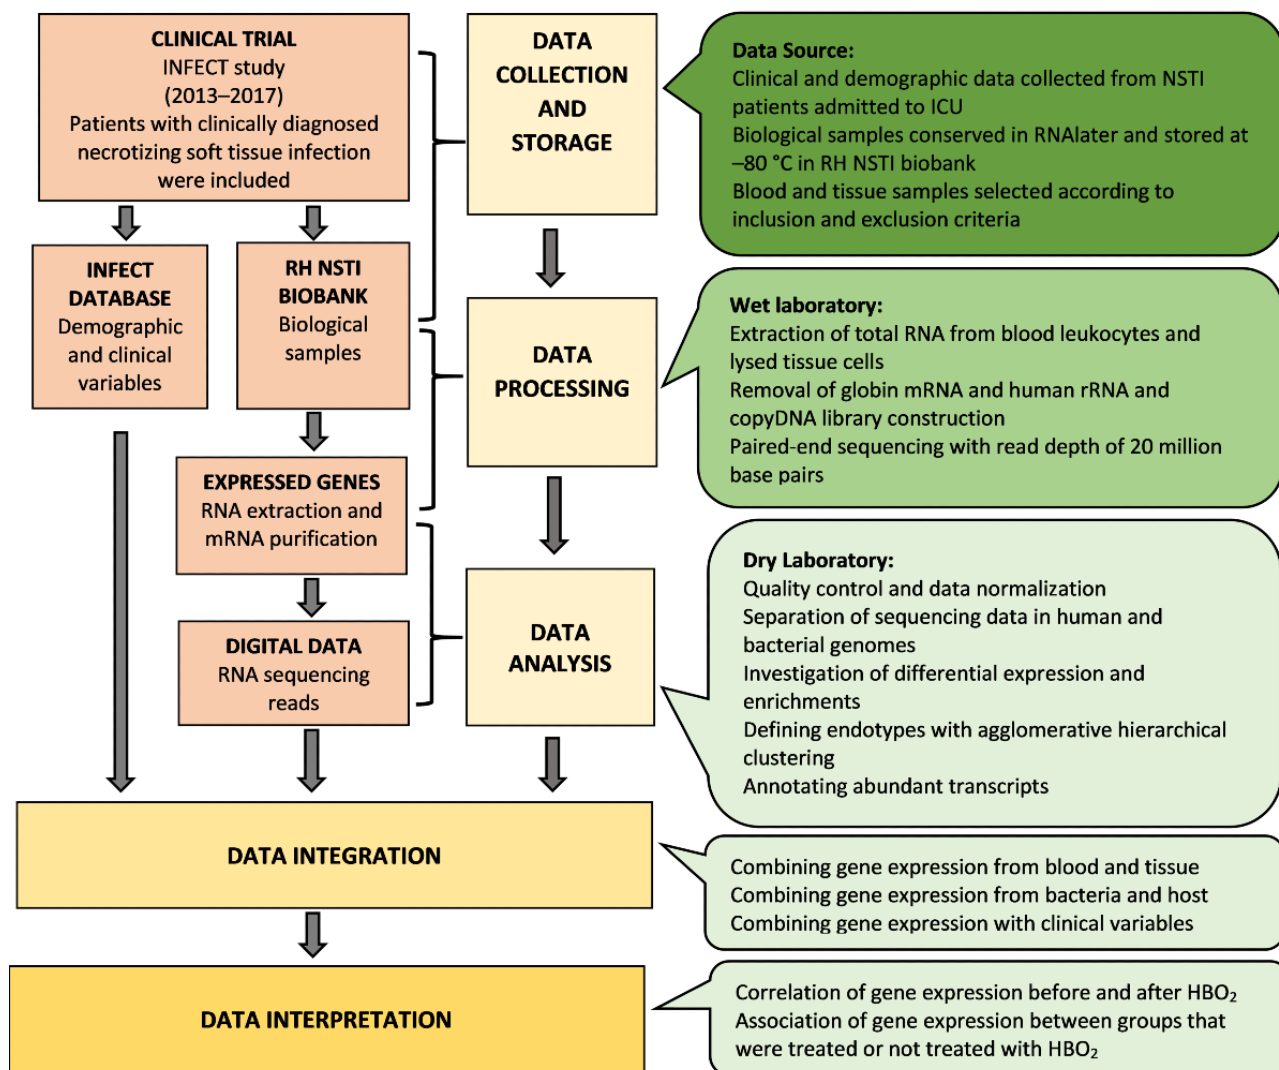 CLINICAL TRIAL
INFECT study
(2013–2017)
Patients with clinically diagnosed
necrotizing soft tissue infection
were included
INFECT
DATABASE
Demographic
and clinical
variables
RH NSTI
BIOBANK
Biological
samples
EXPRESSED GENES
RNA extraction and
mRNA purification
DIGITAL DATA
RNA sequencing
reads
DATA
COLLECTION
AND
STORAGE
DATA
PROCESSING
DATA
ANALYSIS
Data Source:
Clinical and demographic data collected from NSTI
patients admitted to ICU
Biological samples conserved in RNAlater and stored at
–80 °C in RH NSTI biobank
Blood and tissue samples selected according to
inclusion and exclusion criteria
Wet laboratory:
Extraction of total RNA from blood leukocytes and
lysed tissue cells
Removal of globin mRNA and human rRNA and
copyDNA library construction
Paired-end sequencing with read depth of 20 million
base pairs
Dry Laboratory:
Quality control and data normalization
Separation of sequencing data in human and
bacterial genomes
Investigation of differential expression and
enrichments
Defining endotypes with agglomerative hierarchical
clustering
Annotating abundant transcripts
DATA INTEGRATION
Combining gene expression from blood and tissue
Combining gene expression from bacteria and host
Combining gene expression with clinical variables
DATA INTERPRETATION
Correlation of gene expression before and after HBO₂
Association of gene expression between groups that
were treated or not treated with HBO₂